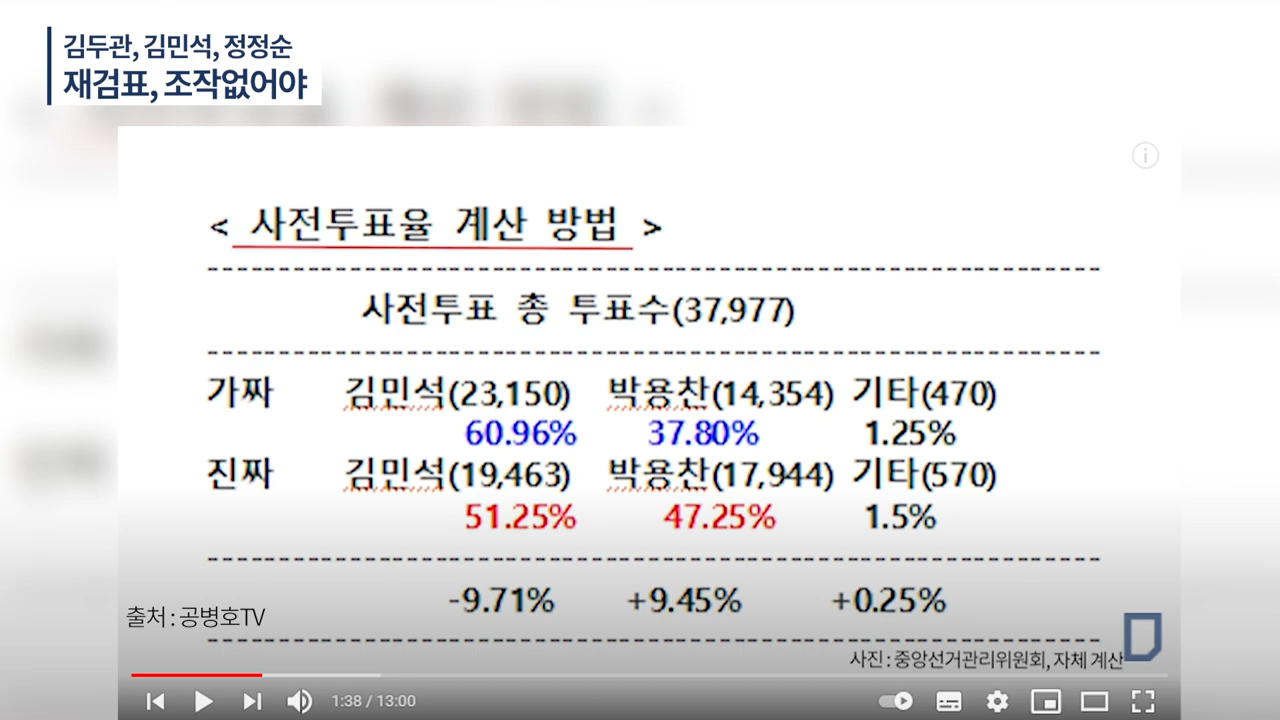 김두관, 김민석, 정정순
재검표, 조작없어야
< 사전투표율 계산 방법 >
사전투표 총 투표수(37,977)
가짜 김민석(23,150) 박용찬(14,354) 기타(470)
60.96% 37.80% 1.25%
진짜 김민석(19,463) 박용찬(17,944) 기타(570)
51.25% 47.25% 1.5%
-9.71% +9.45% +0.25%
출처 : 공병호TV
사진 : 중앙선거관리위원회, 자체 계산
1:38 / 13:00